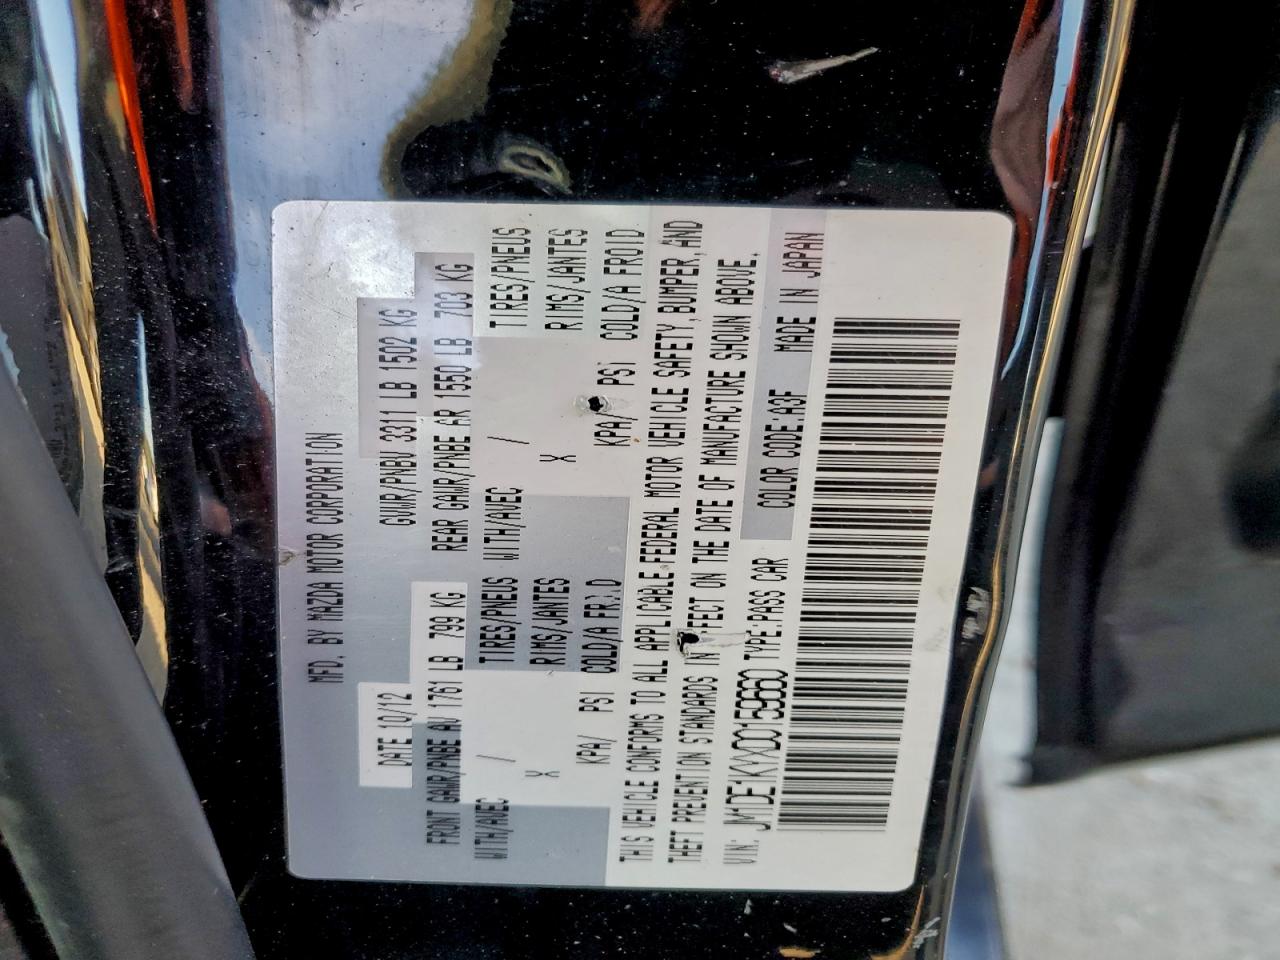 MFD. BY MAZDA MOTOR CORPORATION
DATE 10/12 GVWR/PNBV 3311 LB 1502 KG
FRONT GAWR/PNBE AV 1761 LB 799 KG REAR GAWR/PNBE AR 1550 LB 703 KG
WITH/AVEC / TIRES/PNEUS WITH/AVEC / TIRES/PNEUS
X RIMS/JANTES X RIMS/JANTES
KPA/ PSI COLD/A FROID KPA/ PSI COLD/A FROID
THIS VEHICLE CONFORMS TO ALL APPLICABLE FEDERAL MOTOR VEHICLE SAFETY, BUMPER, AND
THEFT PREVENTION STANDARDS IN EFFECT ON THE DATE OF MANUFACTURE SHOWN ABOVE.
VIN: TYPE:PASS CAR COLOR CODE:A3F MADE IN JAPAN